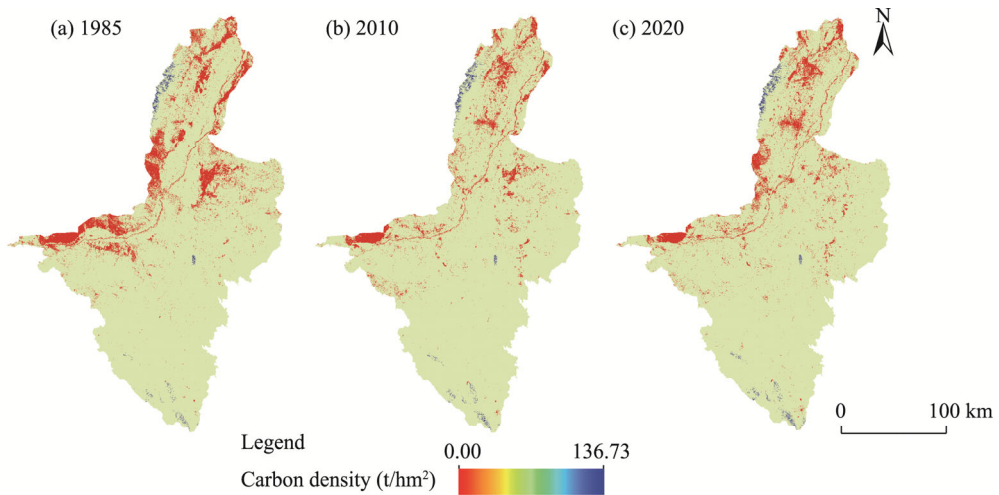 (a) 1985
(b) 2010
(c) 2020
N
0 100 km
Legend
0.00 136.73
Carbon density (t/hm²)